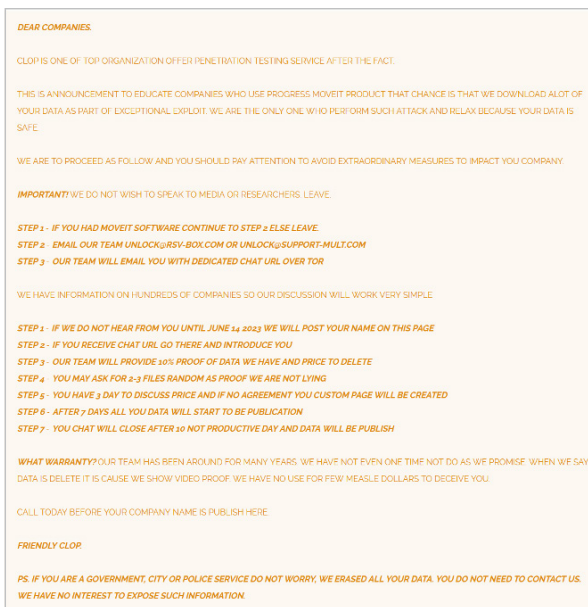 DEAR COMPANIES.
CLOP IS ONE OF TOP ORGANIZATION OFFER PENETRATION TESTING SERVICE AFTER THE FACT.
THIS IS ANNOUNCEMENT TO EDUCATE COMPANIES WHO USE PROGRESS MOVEIT PRODUCT THAT CHANCE IS THAT WE DOWNLOAD ALOT OF
YOUR DATA AS PART OF EXCEPTIONAL EXPLOIT. WE ARE THE ONLY ONE WHO PERFORM SUCH ATTACK AND RELAX BECAUSE YOUR DATA IS
SAFE.
WE ARE TO PROCEED AS FOLLOW AND YOU SHOULD PAY ATTENTION TO AVOID EXTRAORDINARY MEASURES TO IMPACT YOU COMPANY.
IMPORTANT! WE DO NOT WISH TO SPEAK TO MEDIA OR RESEARCHERS. LEAVE.
STEP 1 - IF YOU HAD MOVEIT SOFTWARE CONTINUE TO STEP 2 ELSE LEAVE.
STEP 2 - EMAIL OUR TEAM UNLOCK@RSV-BOX.COM OR UNLOCK@SUPPORT-MULT.COM
STEP 3 - OUR TEAM WILL EMAIL YOU WITH DEDICATED CHAT URL OVER TOR
WE HAVE INFORMATION ON HUNDREDS OF COMPANIES SO OUR DISCUSSION WILL WORK VERY SIMPLE
STEP 1 - IF WE DO NOT HEAR FROM YOU UNTIL JUNE 14 2023 WE WILL POST YOUR NAME ON THIS PAGE
STEP 2 - IF YOU RECEIVE CHAT URL GO THERE AND INTRODUCE YOU
STEP 3 - OUR TEAM WILL PROVIDE 10% PROOF OF DATA WE HAVE AND PRICE TO DELETE
STEP 4 - YOU MAY ASK FOR 2-3 FILES RANDOM AS PROOF WE ARE NOT LYING
STEP 5 - YOU HAVE 3 DAY TO DISCUSS PRICE AND IF NO AGREEMENT YOU CUSTOM PAGE WILL BE CREATED
STEP 6 - AFTER 7 DAYS ALL YOU DATA WILL START TO BE PUBLICATION
STEP 7 - YOU CHAT WILL CLOSE AFTER 10 NOT PRODUCTIVE DAY AND DATA WILL BE PUBLISH
WHAT WARRANTY? OUR TEAM HAS BEEN AROUND FOR MANY YEARS. WE HAVE NOT EVEN ONE TIME NOT DO AS WE PROMISE. WHEN WE SAY
DATA IS DELETE IT IS CAUSE WE SHOW VIDEO PROOF. WE HAVE NO USE FOR FEW MEASLE DOLLARS TO DECEIVE YOU.
CALL TODAY BEFORE YOUR COMPANY NAME IS PUBLISH HERE.
FRIENDLY CLOP.
PS. IF YOU ARE A GOVERNMENT, CITY OR POLICE SERVICE DO NOT WORRY, WE ERASED ALL YOUR DATA. YOU DO NOT NEED TO CONTACT US.
WE HAVE NO INTEREST TO EXPOSE SUCH INFORMATION.